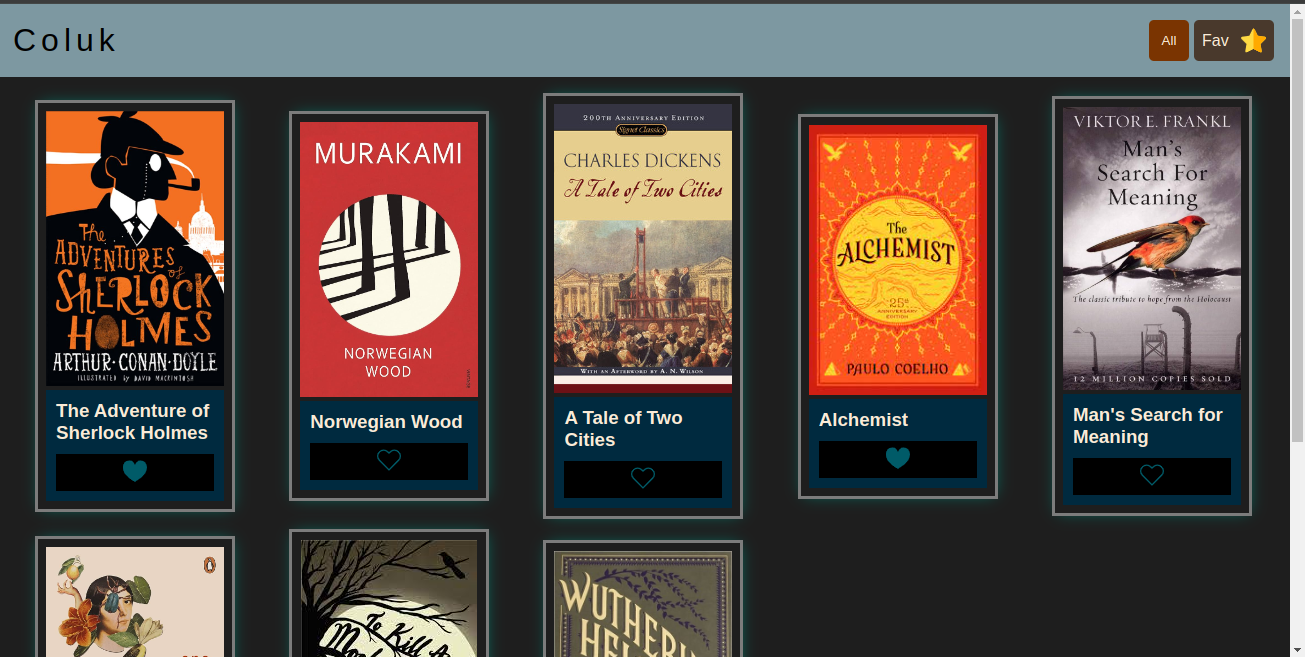 Coluk
All
Fav
The
ADVENTURES
of
SHERLOCK
HOLMES
ARTHUR·CONAN·DOYLE
ILLUSTRATED by DAVID MACKINTOSH
The Adventure of
Sherlock Holmes
MURAKAMI
NORWEGIAN
WOOD
Norwegian Wood
200TH ANNIVERSARY EDITION
Signet Classics
CHARLES DICKENS
A Tale of Two Cities
WITH AN AFTERWORD BY A. N. WILSON
A Tale of Two
Cities
The
ALCHEMIST
25th
ANNIVERSARY
EDITION
PAULO COELHO
Alchemist
VIKTOR E. FRANKL
Man's
Search For
Meaning
The classic tribute to hope from the Holocaust
12 MILLION COPIES SOLD
Man's Search for
Meaning
To Kill A
WUTHERI